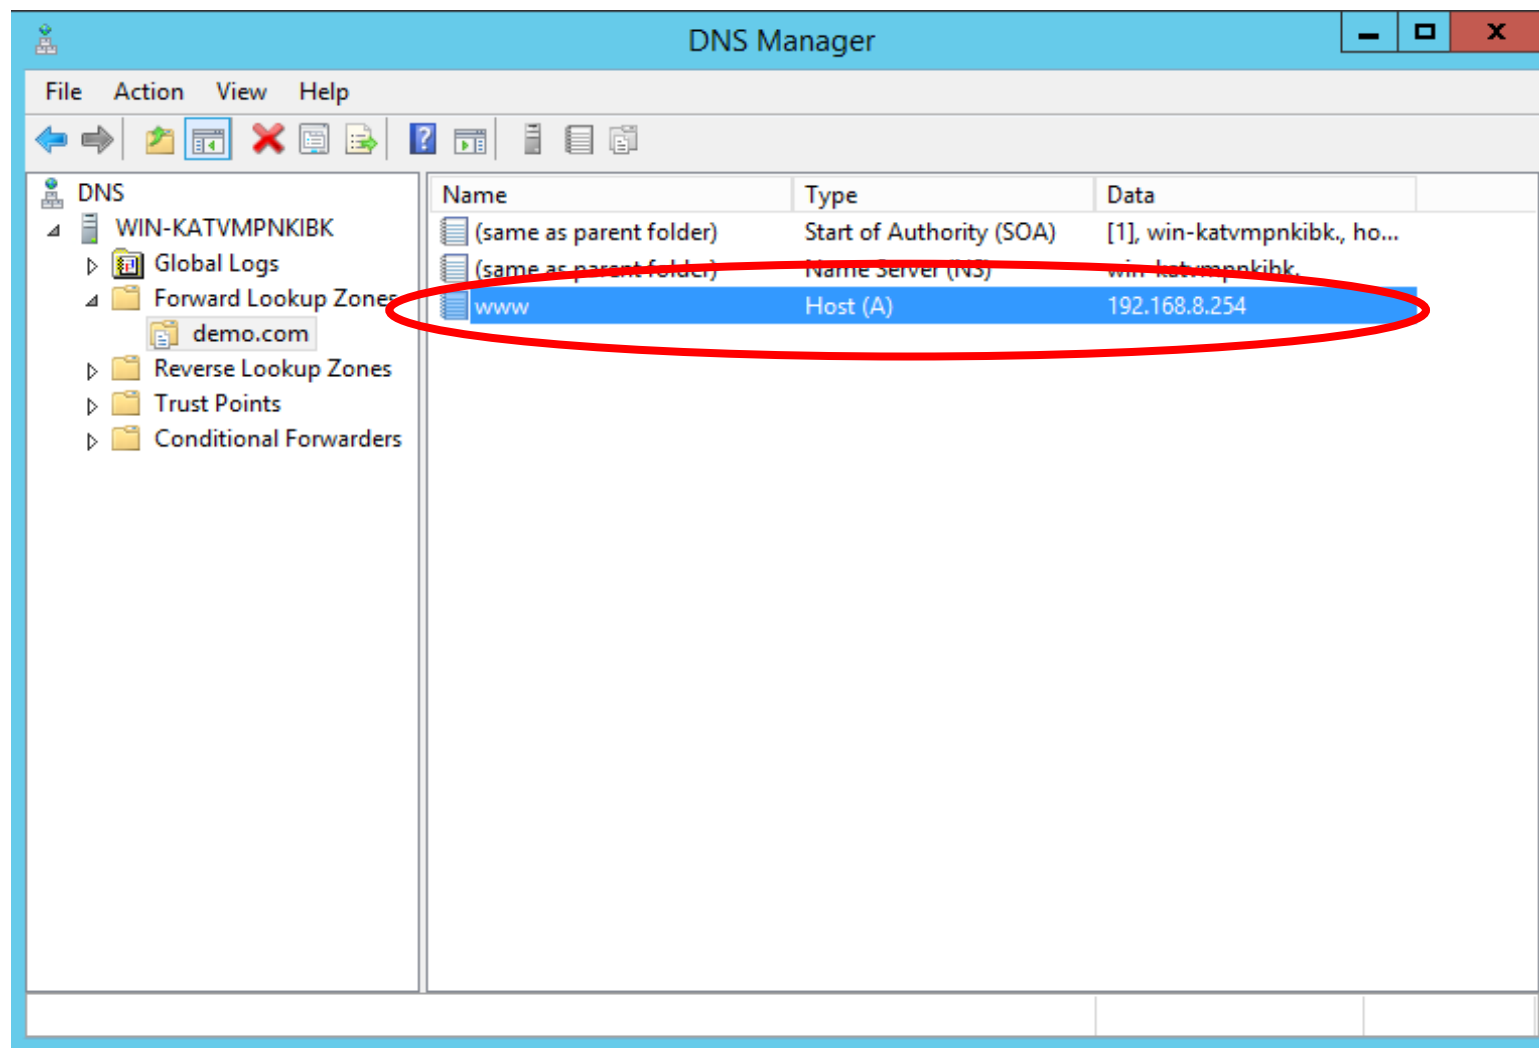 DNS Manager
File Action View Help
DNS
WIN-KATVMPNKIBK
Global Logs
Forward Lookup Zones
demo.com
Reverse Lookup Zones
Trust Points
Conditional Forwarders
Name Type Data
(same as parent folder) Start of Authority (SOA) [1], win-katvmpnkibk., ho...
(same as parent folder) Name Server (NS) win-katvmpnkibk.
www Host (A) 192.168.8.254